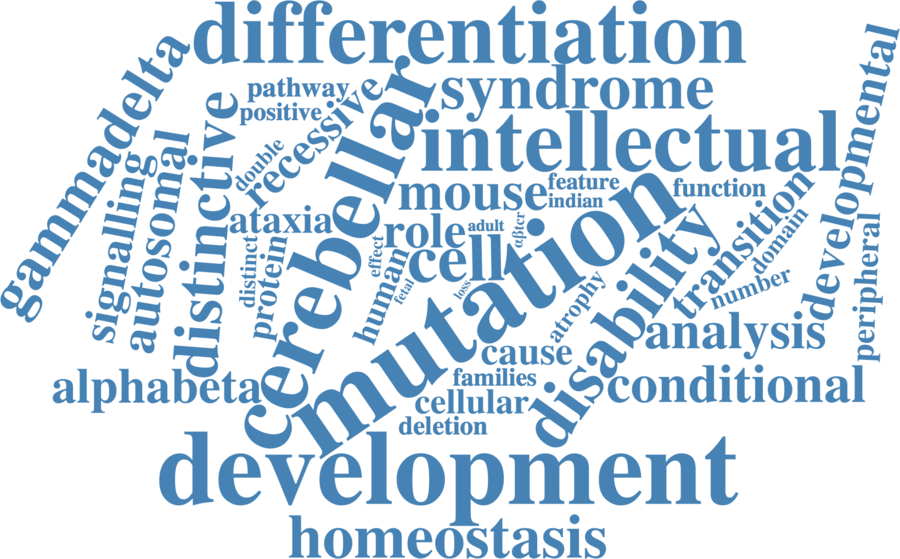 differentiation
syndrome
intellectual
developmental
gammadelta
pathway
positive
recessive
cerebellar
distinctive
double
signalling
autosomal
mouse
feature
indian
function
ataxia
role
adult
αβtcr
cell
mutation
transition
domain
number
peripheral
distinct
protein
human
effect
fetal
loss
atrophy
disability
analysis
cause
families
cellular
deletion
conditional
alphabeta
development
homeostasis